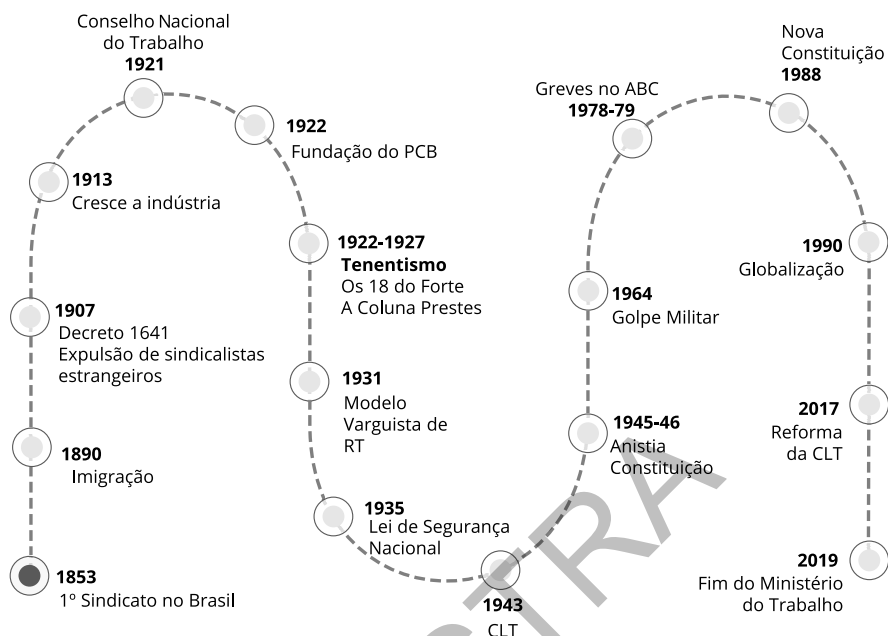 1853
1º Sindicato no Brasil
1890
Imigração
1907
Decreto 1641
Expulsão de sindicalistas
estrangeiros
1913
Cresce a indústria
Conselho Nacional
do Trabalho
1921
1922
Fundação do PCB
1922-1927
Tenentismo
Os 18 do Forte
A Coluna Prestes
1931
Modelo
Varguista de
RT
1935
Lei de Segurança
Nacional
1943
CLT
1945-46
Anistia
Constituição
1964
Golpe Militar
Greves no ABC
1978-79
Nova
Constituição
1988
1990
Globalização
2017
Reforma
da CLT
2019
Fim do Ministério
do Trabalho
STRA